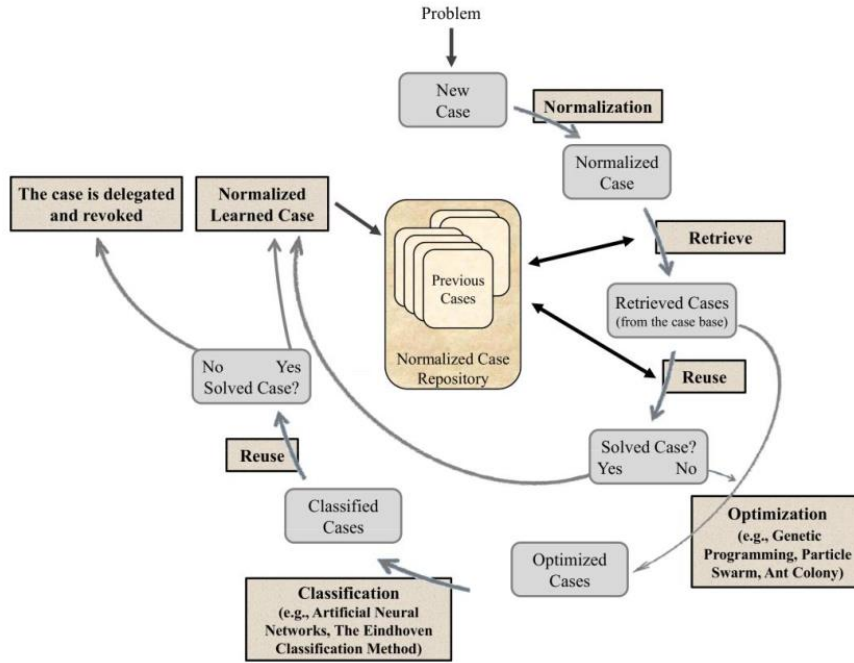 Problem
New
Case
Normalization
Normalized
Case
The case is delegated
and revoked
Normalized
Learned Case
Retrieve
Previous
Cases
Retrieved Cases
(from the case base)
Normalized Case
Repository
No Yes
Solved Case?
Reuse
Solved Case?
Yes No
Reuse
Classified
Cases
Optimization
(e.g., Genetic
Programming, Particle
Swarm, Ant Colony)
Optimized
Cases
Classification
(e.g., Artificial Neural
Networks, The Eindhoven
Classification Method)